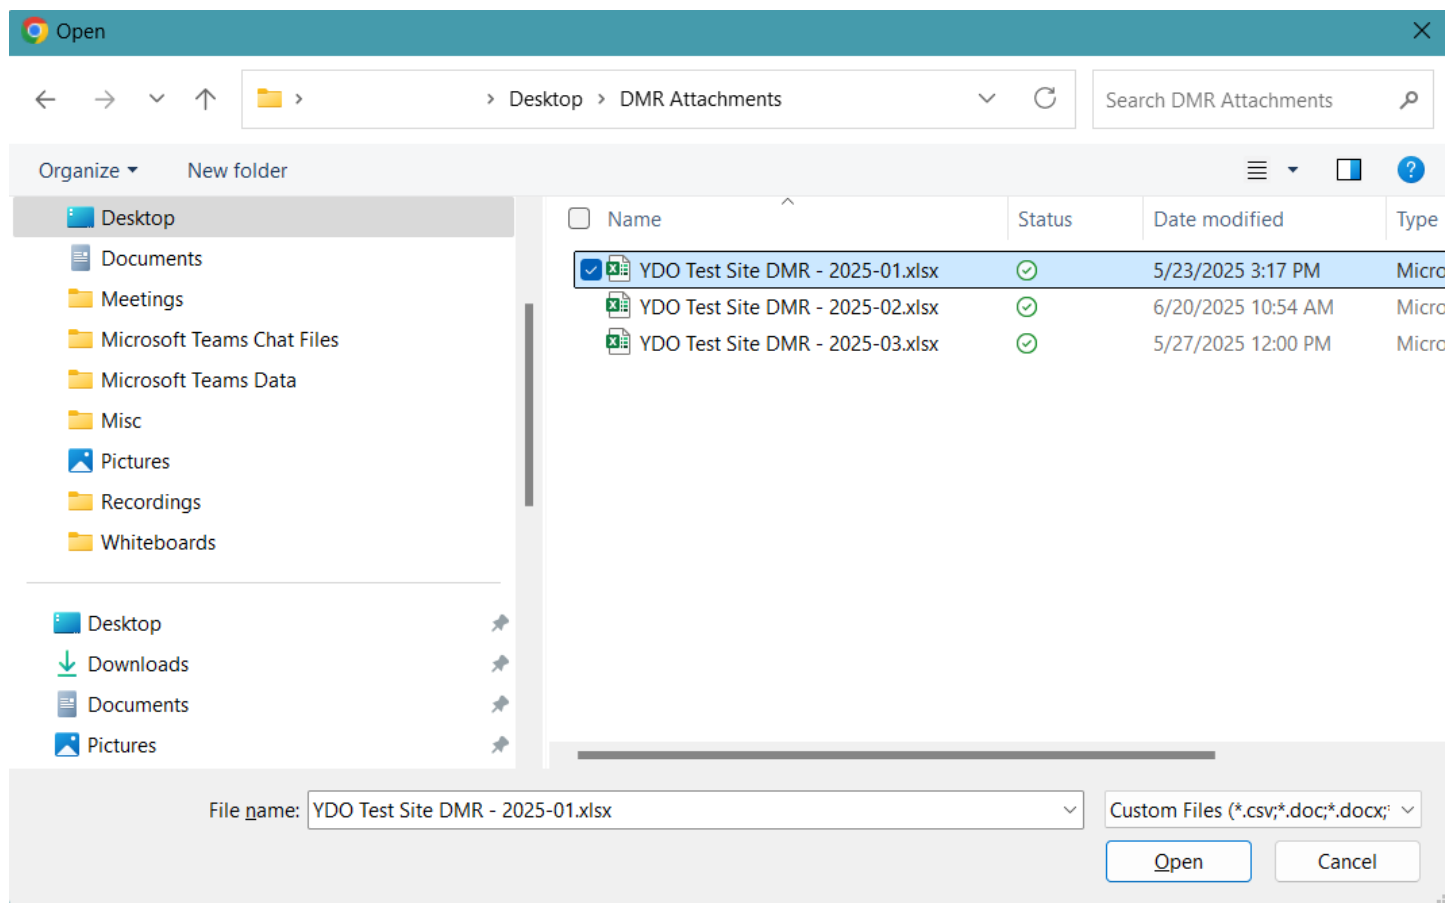 Open
Desktop > DMR Attachments
Search DMR Attachments
Organize
New folder
Name
Status
Date modified
Type
Desktop
Documents
Meetings
Microsoft Teams Chat Files
Microsoft Teams Data
Misc
Pictures
Recordings
Whiteboards
YDO Test Site DMR - 2025-01.xlsx 5/23/2025 3:17 PM Micro
YDO Test Site DMR - 2025-02.xlsx 6/20/2025 10:54 AM Micro
YDO Test Site DMR - 2025-03.xlsx 5/27/2025 12:00 PM Micro
Desktop
Downloads
Documents
Pictures
File name: YDO Test Site DMR - 2025-01.xlsx
Custom Files (*.csv;*.doc;*.docx;*
Open
Cancel